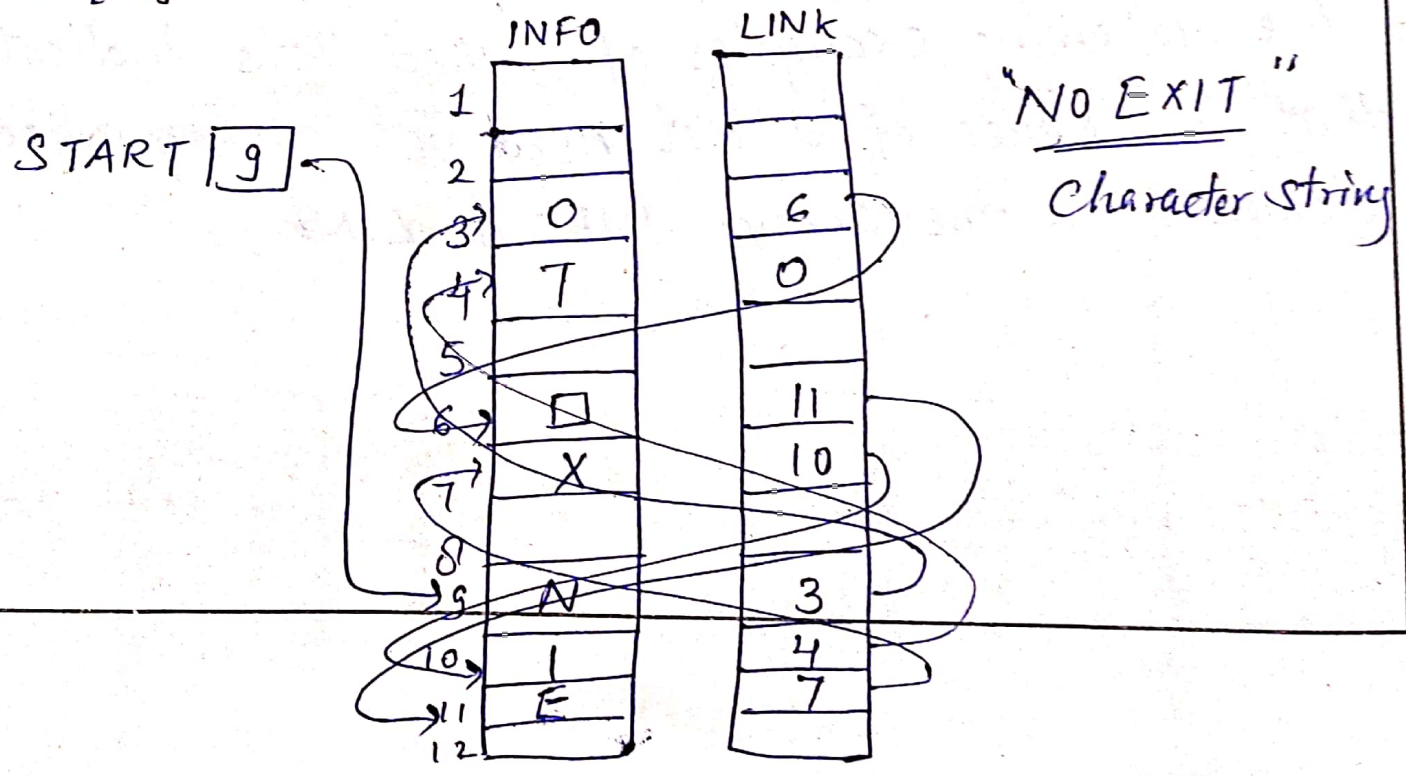 INFO LINK
"NO EXIT"
Character String
START 9
1
2
3 O 6
4 T 0
5
6 □ 11
7 X 10
8
9 N 3
10 I 4
11 E 7
12